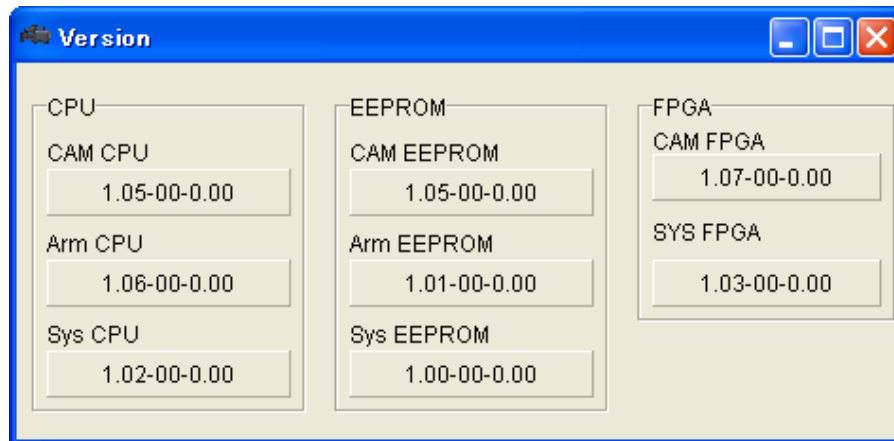 Version
CPU
CAM CPU
1.05-00-0.00
Arm CPU
1.06-00-0.00
Sys CPU
1.02-00-0.00
EEPROM
CAM EEPROM
1.05-00-0.00
Arm EEPROM
1.01-00-0.00
Sys EEPROM
1.00-00-0.00
FPGA
CAM FPGA
1.07-00-0.00
SYS FPGA
1.03-00-0.00